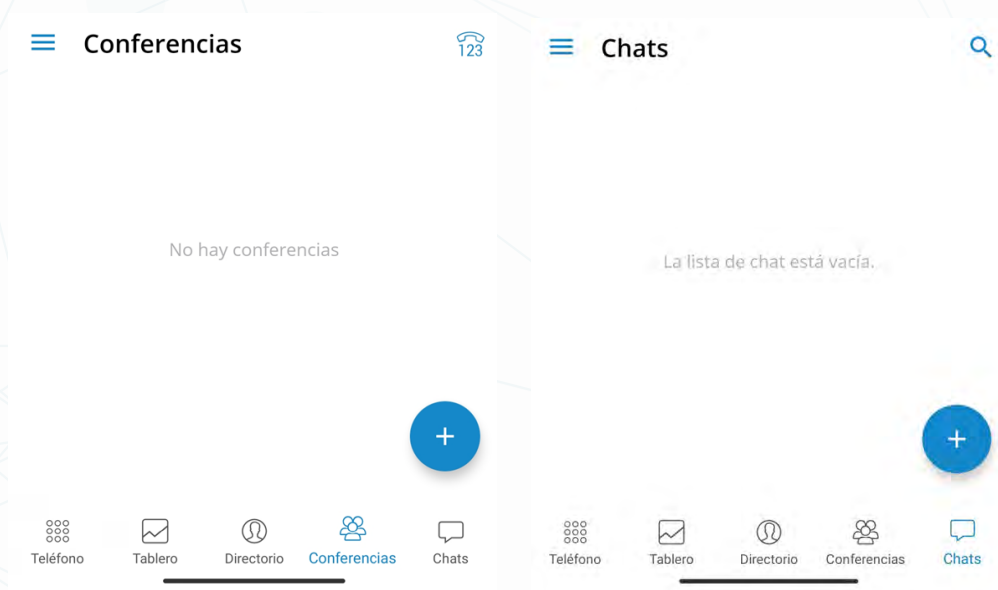 Conferencias
123
No hay conferencias
Teléfono Tablero Directorio Conferencias Chats
Chats
La lista de chat está vacía.
Teléfono Tablero Directorio Conferencias Chats